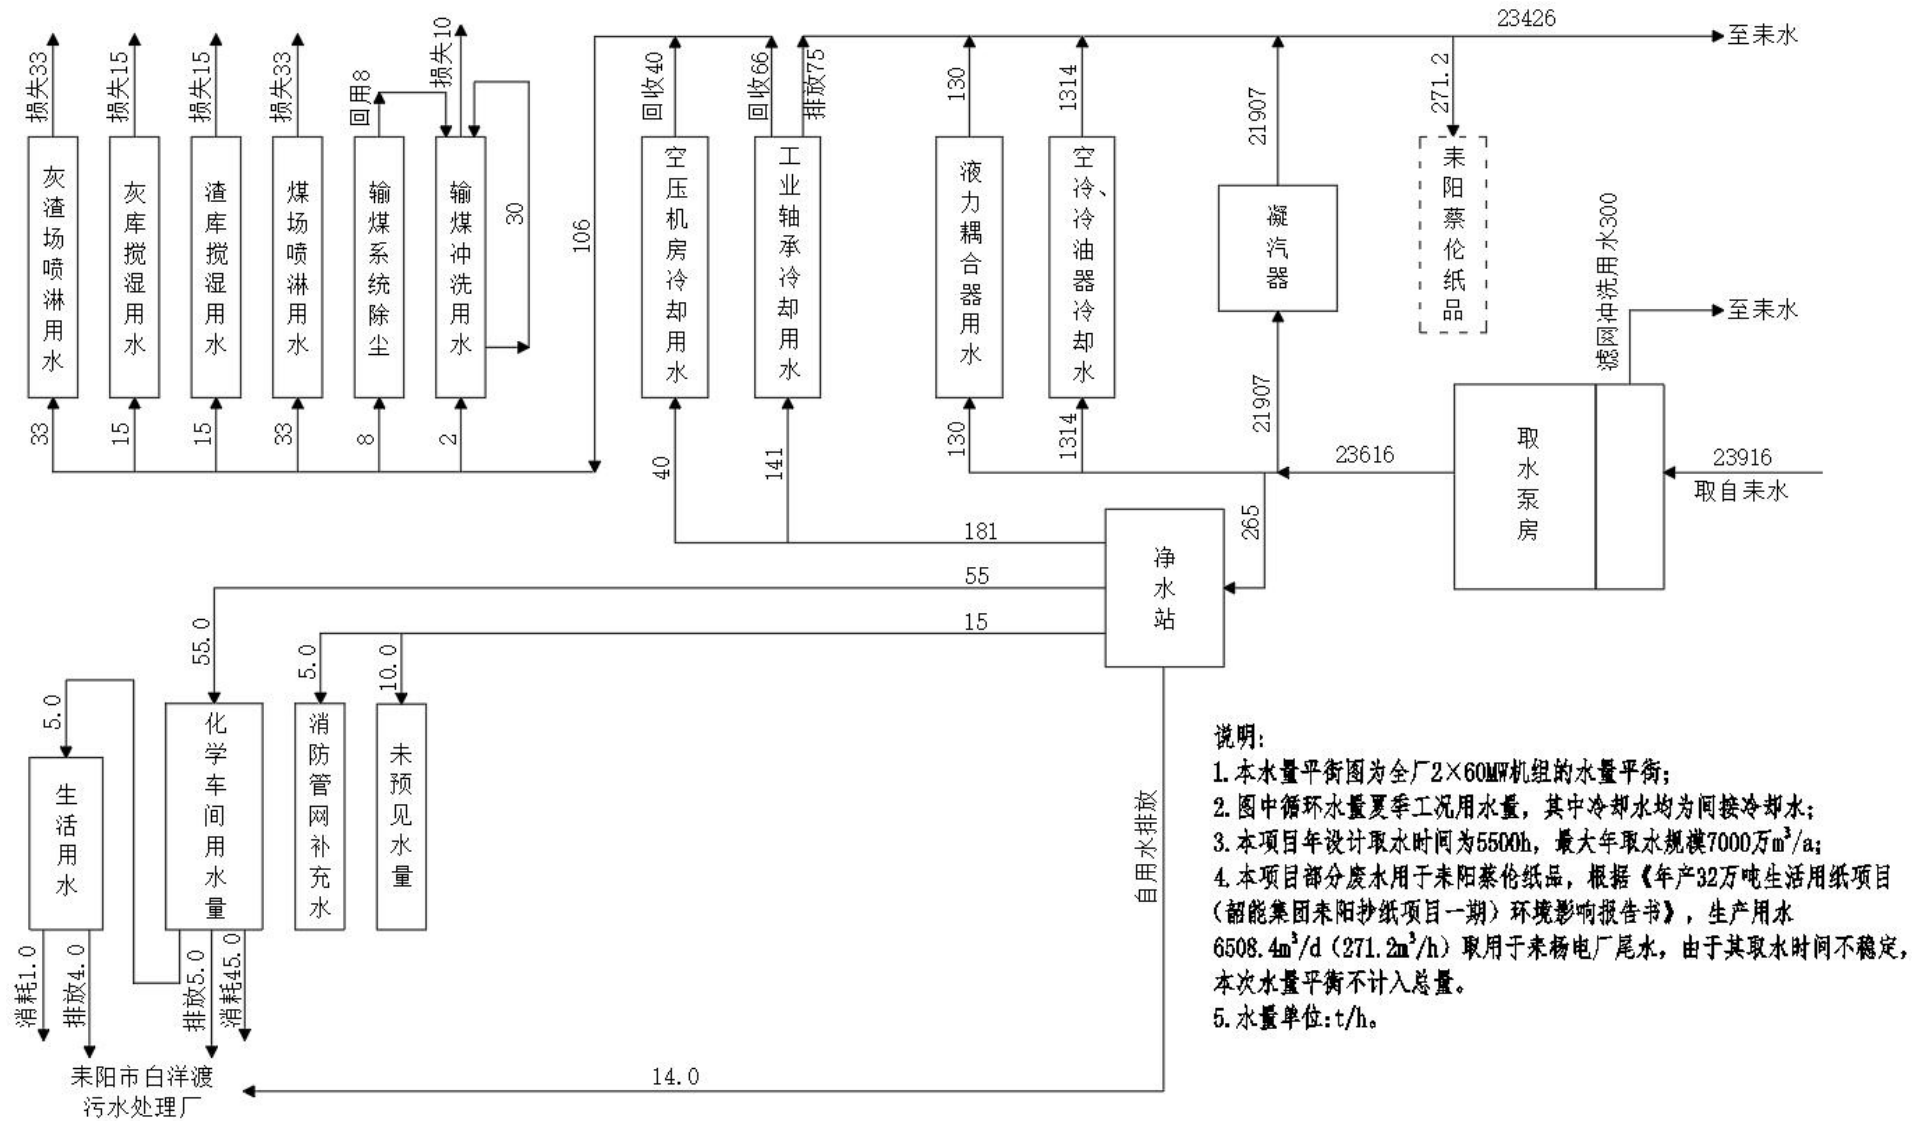 23426
至耒水
损失33
损失15
损失15
损失33
回用8
损失10
回收40
回收66
排放75
130
1314
21907
271.2
灰渣场喷淋用水
灰库搅湿用水
渣库搅湿用水
煤场喷淋用水
输煤系统除尘
输煤冲洗用水
30
106
空压机房冷却用水
工业轴承冷却用水
液力耦合器用水
空冷、冷油器冷却水
凝汽器
耒阳蔡伦纸品
滤网冲洗用水300
至耒水
33
15
15
33
8
2
40
141
130
1314
21907
23616
取水泵房
23916
取自耒水
265
181
净水站
55
15
55.0
5.0
10.0
5.0
生活用水
化学车间用水量
消防管网补充水
未预见水量
自用水排放
消耗1.0
排放4.0
排放5.0
消耗45.0
耒阳市白洋渡
污水处理厂
14.0
说明:
1.本水量平衡图为全厂2×60MW机组的水量平衡;
2.图中循环水量夏季工况用水量，其中冷却水均为间接冷却水;
3.本项目年设计取水时间为5500h，最大年取水规模7000万m³/a;
4.本项目部分废水用于耒阳蔡伦纸品，根据《年产32万吨生活用纸项目
(韶能集团耒阳抄纸项目一期）环境影响报告书》，生产用水
6508.4m³/d（271.2m³/h）取用于耒杨电厂尾水，由于其取水时间不稳定，
本次水量平衡不计入总量。
5.水量单位:t/h。